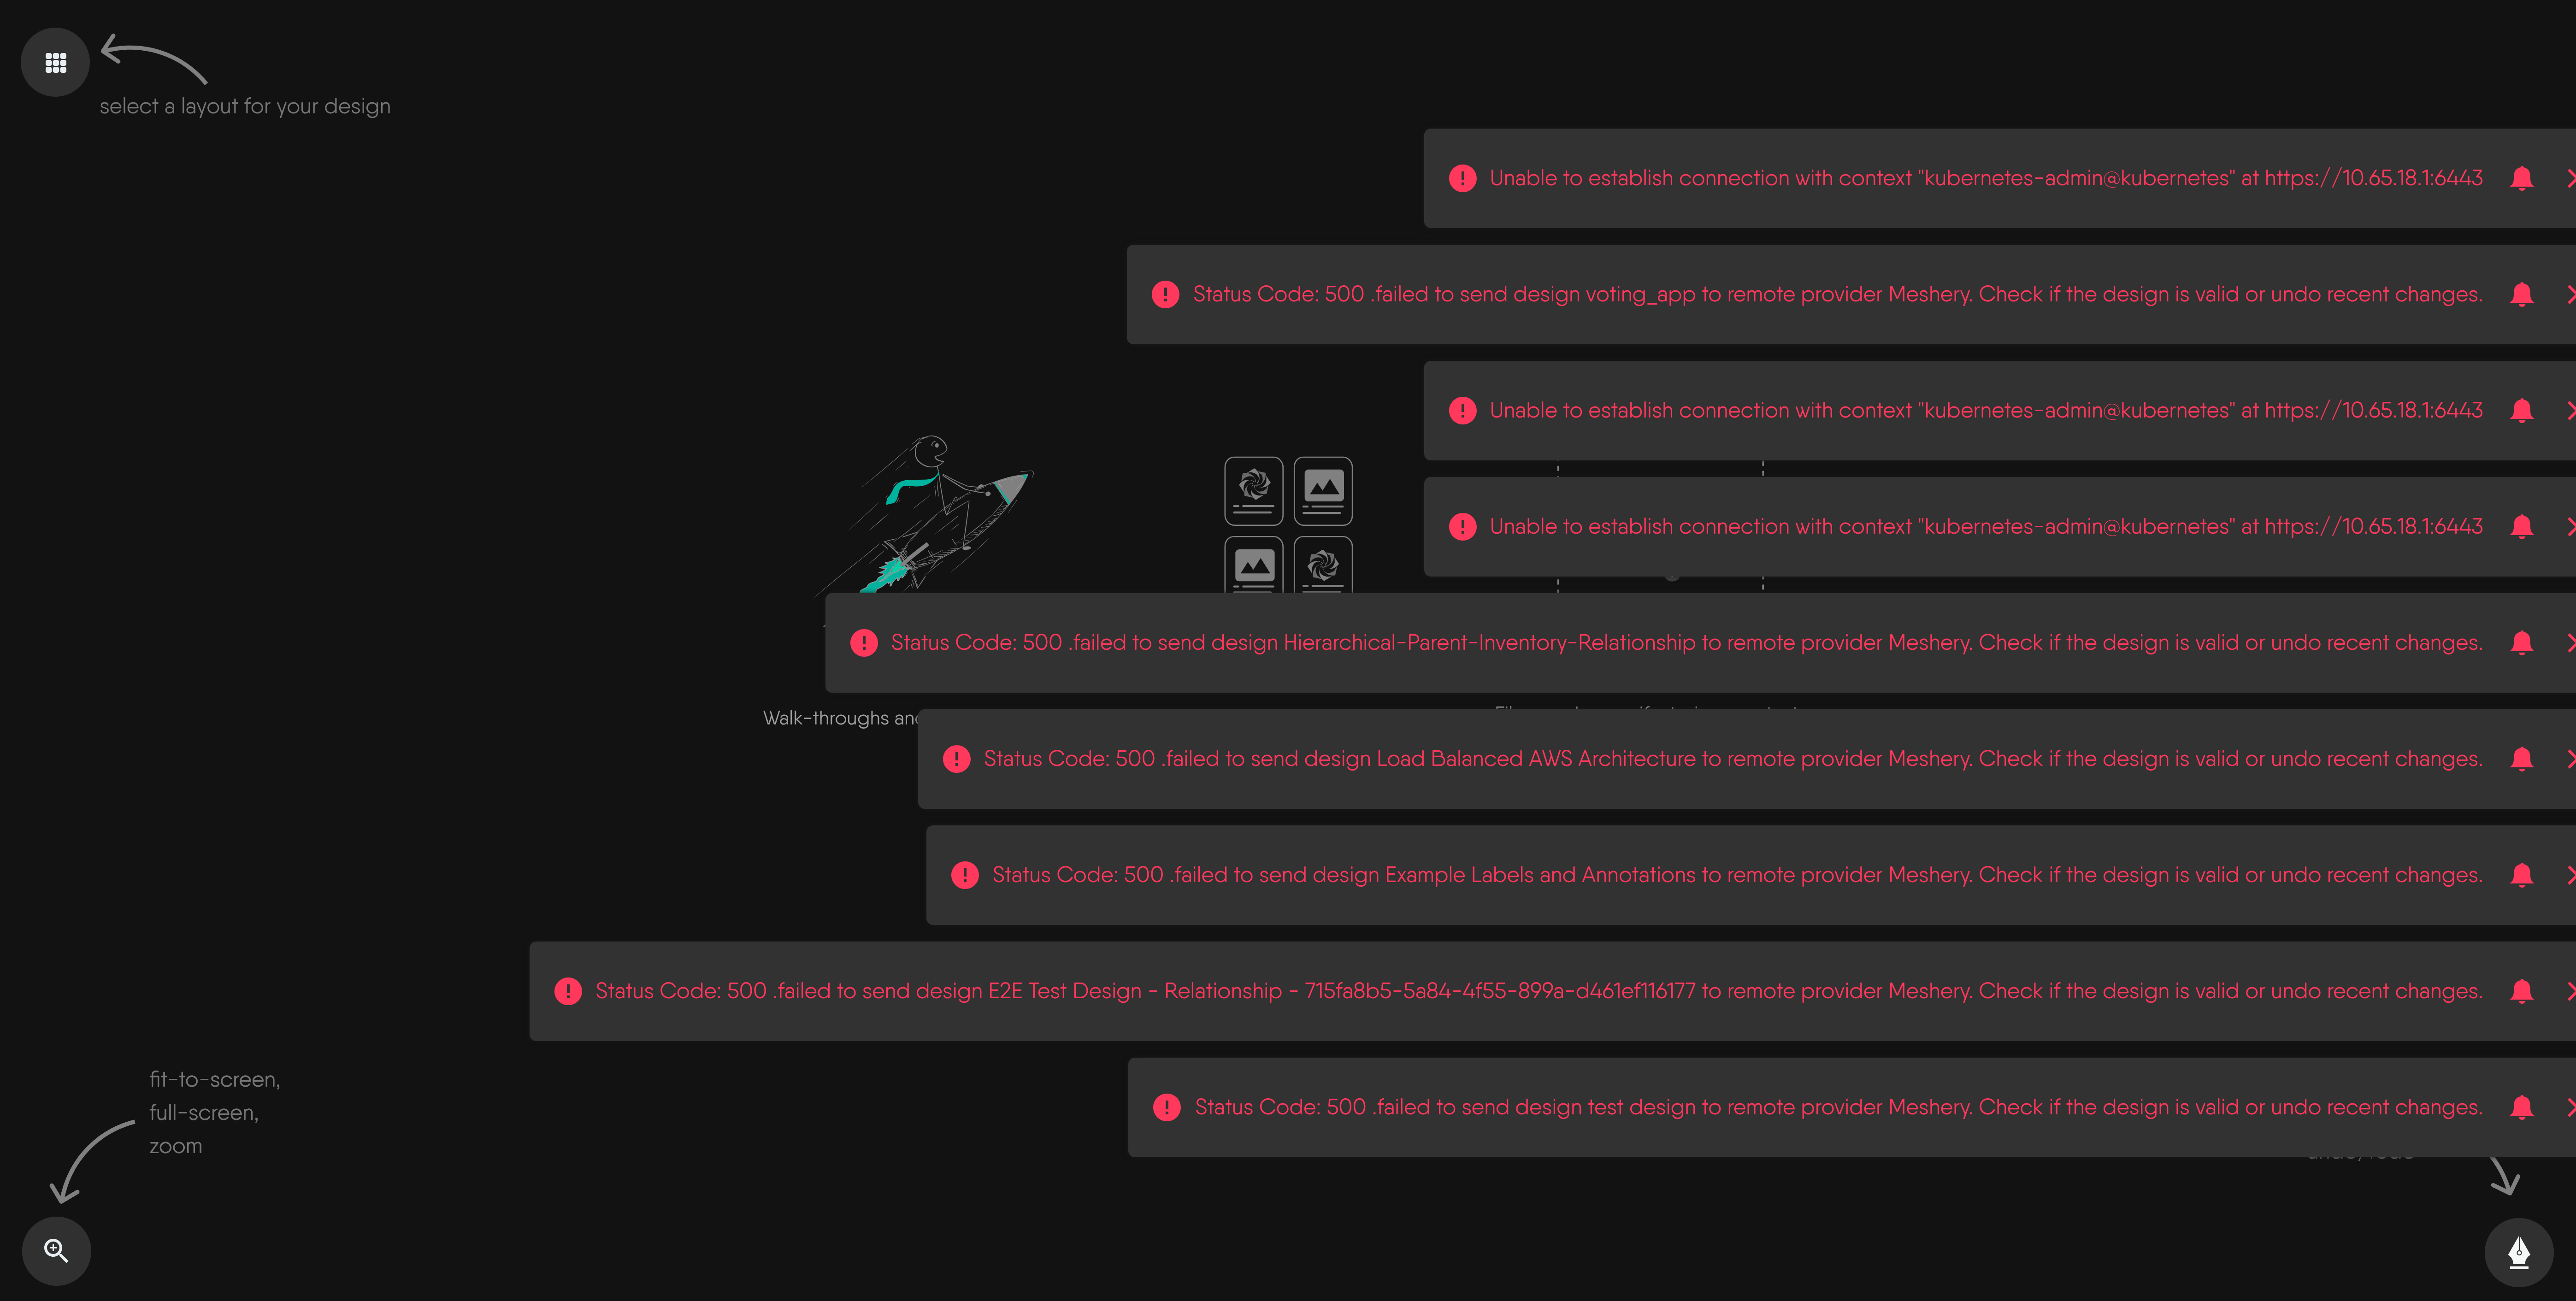 select a layout for your design
Unable to establish connection with context "kubernetes-admin@kubernetes" at https://10.65.18.1:6443
Status Code: 500 .failed to send design voting_app to remote provider Meshery. Check if the design is valid or undo recent changes.
Unable to establish connection with context "kubernetes-admin@kubernetes" at https://10.65.18.1:6443
Unable to establish connection with context "kubernetes-admin@kubernetes" at https://10.65.18.1:6443
Status Code: 500 .failed to send design Hierarchical-Parent-Inventory-Relationship to remote provider Meshery. Check if the design is valid or undo recent changes.
Walk-throughs and
Status Code: 500 .failed to send design Load Balanced AWS Architecture to remote provider Meshery. Check if the design is valid or undo recent changes.
Status Code: 500 .failed to send design Example Labels and Annotations to remote provider Meshery. Check if the design is valid or undo recent changes.
Status Code: 500 .failed to send design E2E Test Design - Relationship - 715fa8b5-5a84-4f55-899a-d461ef116177 to remote provider Meshery. Check if the design is valid or undo recent changes.
fit-to-screen,
full-screen,
zoom
Status Code: 500 .failed to send design test design to remote provider Meshery. Check if the design is valid or undo recent changes.